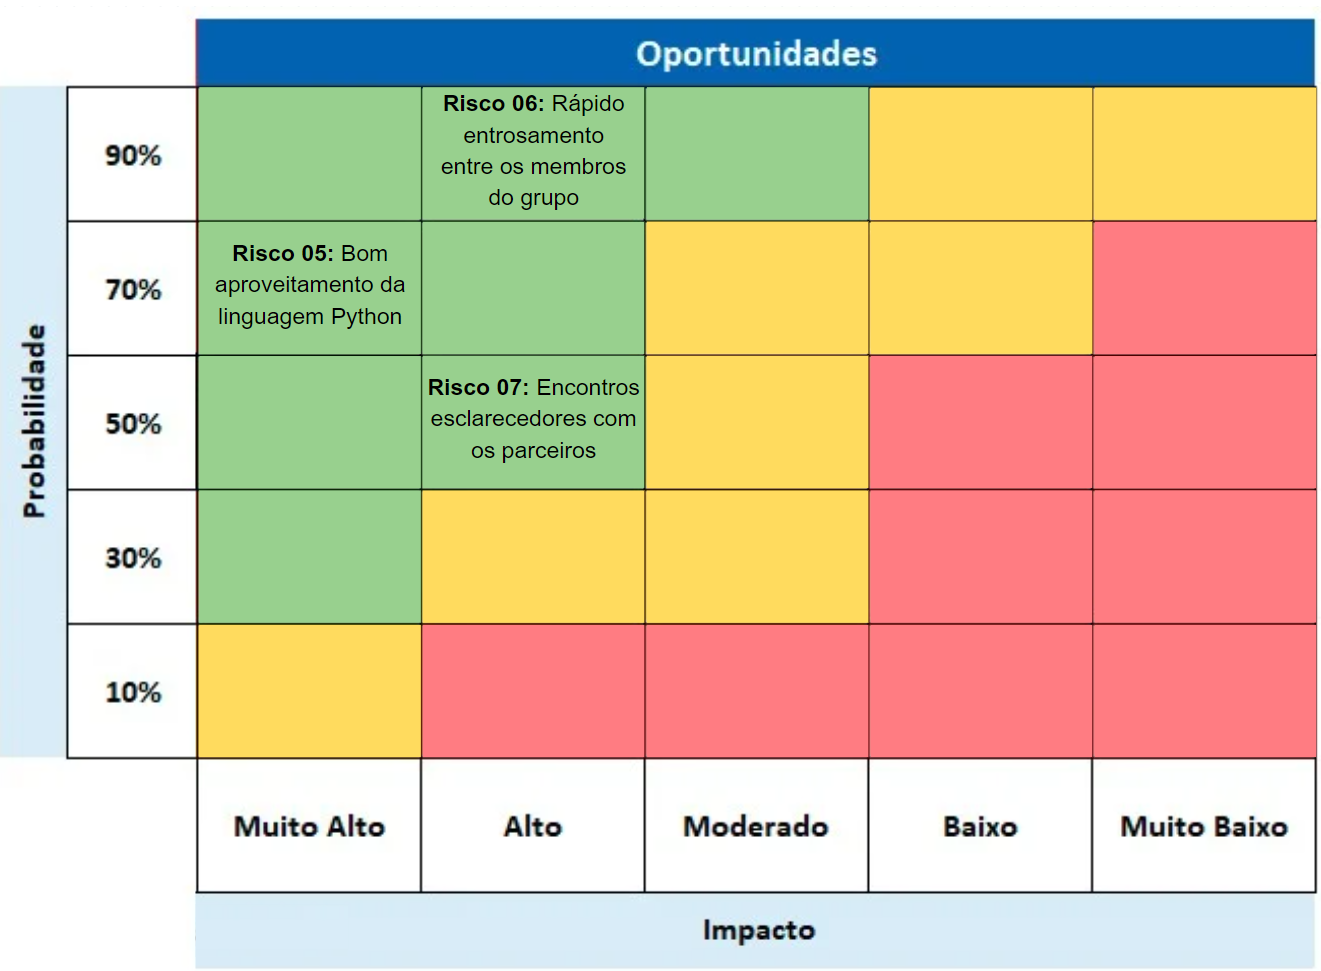 Oportunidades
Probabilidade
90%
Risco 06: Rápido
entrosamento
entre os membros
do grupo
70%
Risco 05: Bom
aproveitamento da
linguagem Python
50%
Risco 07: Encontros
esclarecedores com
os parceiros
30%
10%
Muito Alto
Alto
Moderado
Baixo
Muito Baixo
Impacto